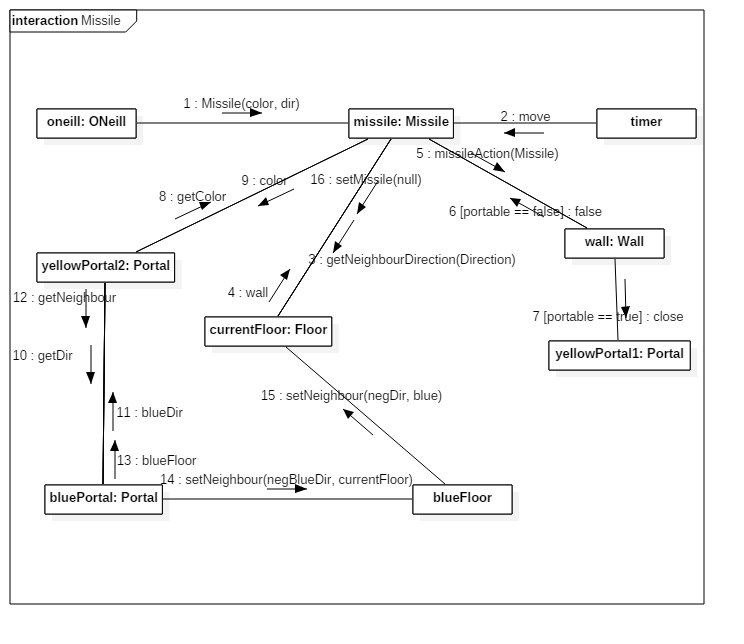 interaction Missile
1 : Missile(color, dir)
2 : move
oneill: ONeill
missile: Missile
timer
5 : missileAction(Missile)
9 : color
16 : setMissile(null)
8 : getColor
6 [portable == false] : false
wall: Wall
yellowPortal2: Portal
3 : getNeighbourDirection(Direction)
12 : getNeighbour
4 : wall
7 [portable == true] : close
currentFloor: Floor
10 : getDir
yellowPortal1: Portal
15 : setNeighbour(negDir, blue)
11 : blueDir
13 : blueFloor
14 : setNeighbour(negBlueDir, currentFloor)
bluePortal: Portal
blueFloor